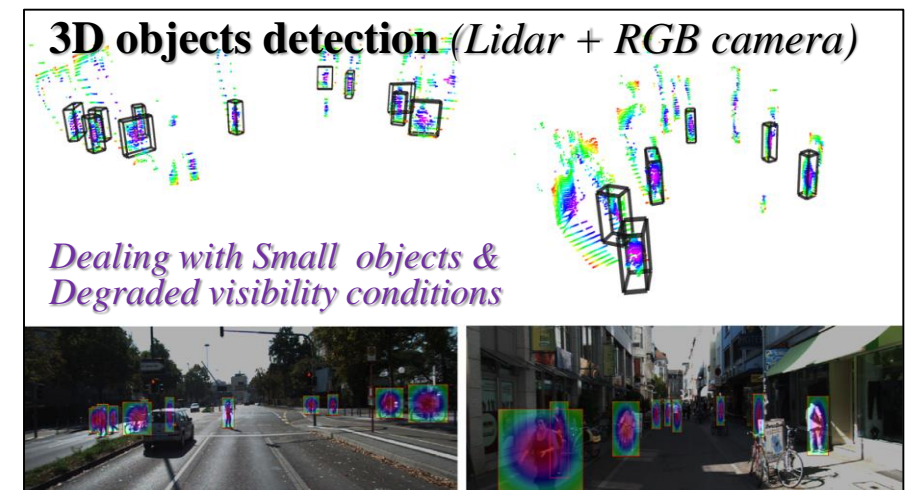 3D objects detection (Lidar + RGB camera)
Dealing with Small objects &
Degraded visibility conditions